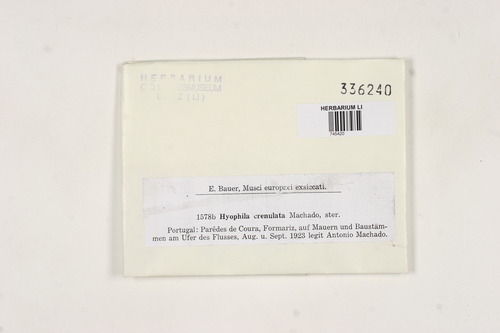 HERBARIUM
336240
HERBARIUM LI
E. Bauer, Musci europaei exsiccati.
1578b Hyophila crenulata Machado, ster.
Portugal: Parêdes de Coura, Formariz, auf Mauern und Baustäm-
men am Ufer des Flusses, Aug. u. Sept. 1923 legit Antonio Machado.